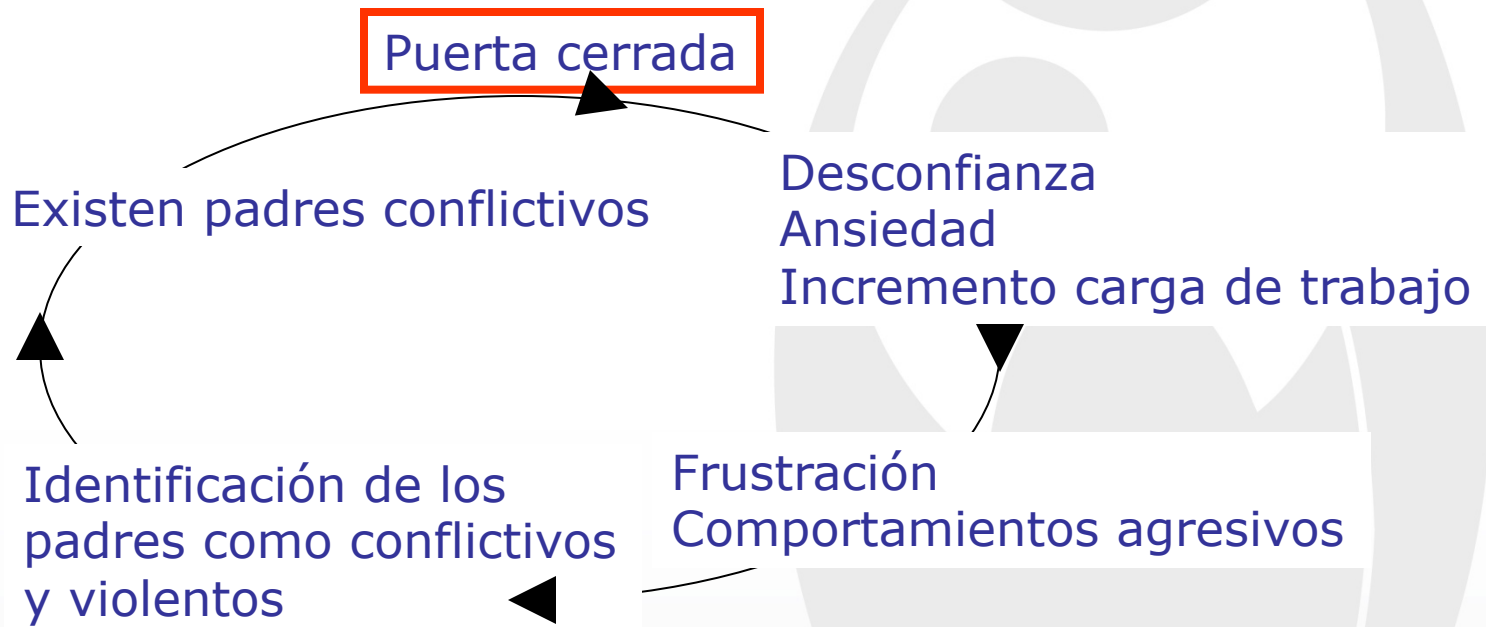 Puerta cerrada
Desconfianza
Ansiedad
Incremento carga de trabajo
Existen padres conflictivos
Frustración
Comportamientos agresivos
Identificación de los
padres como conflictivos
y violentos